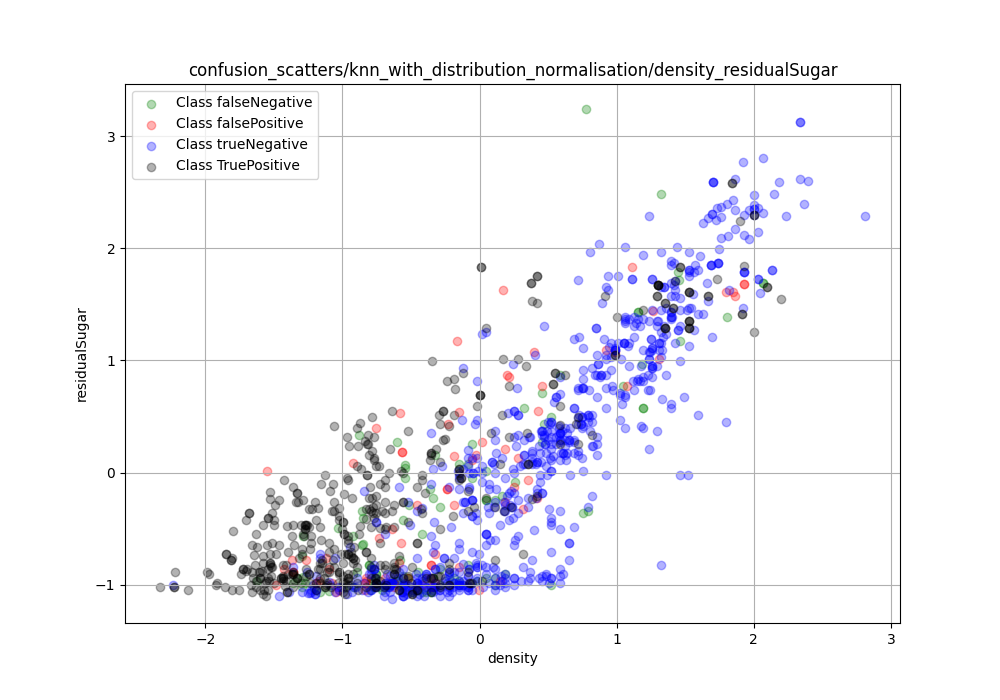 confusion_scatters/knn_with_distribution_normalisation/density_residualSugar
Class falseNegative
Class falsePositive
Class trueNegative
Class TruePositive
3
2
1
0
−1
residualSugar
−2
−1
0
1
2
3
density